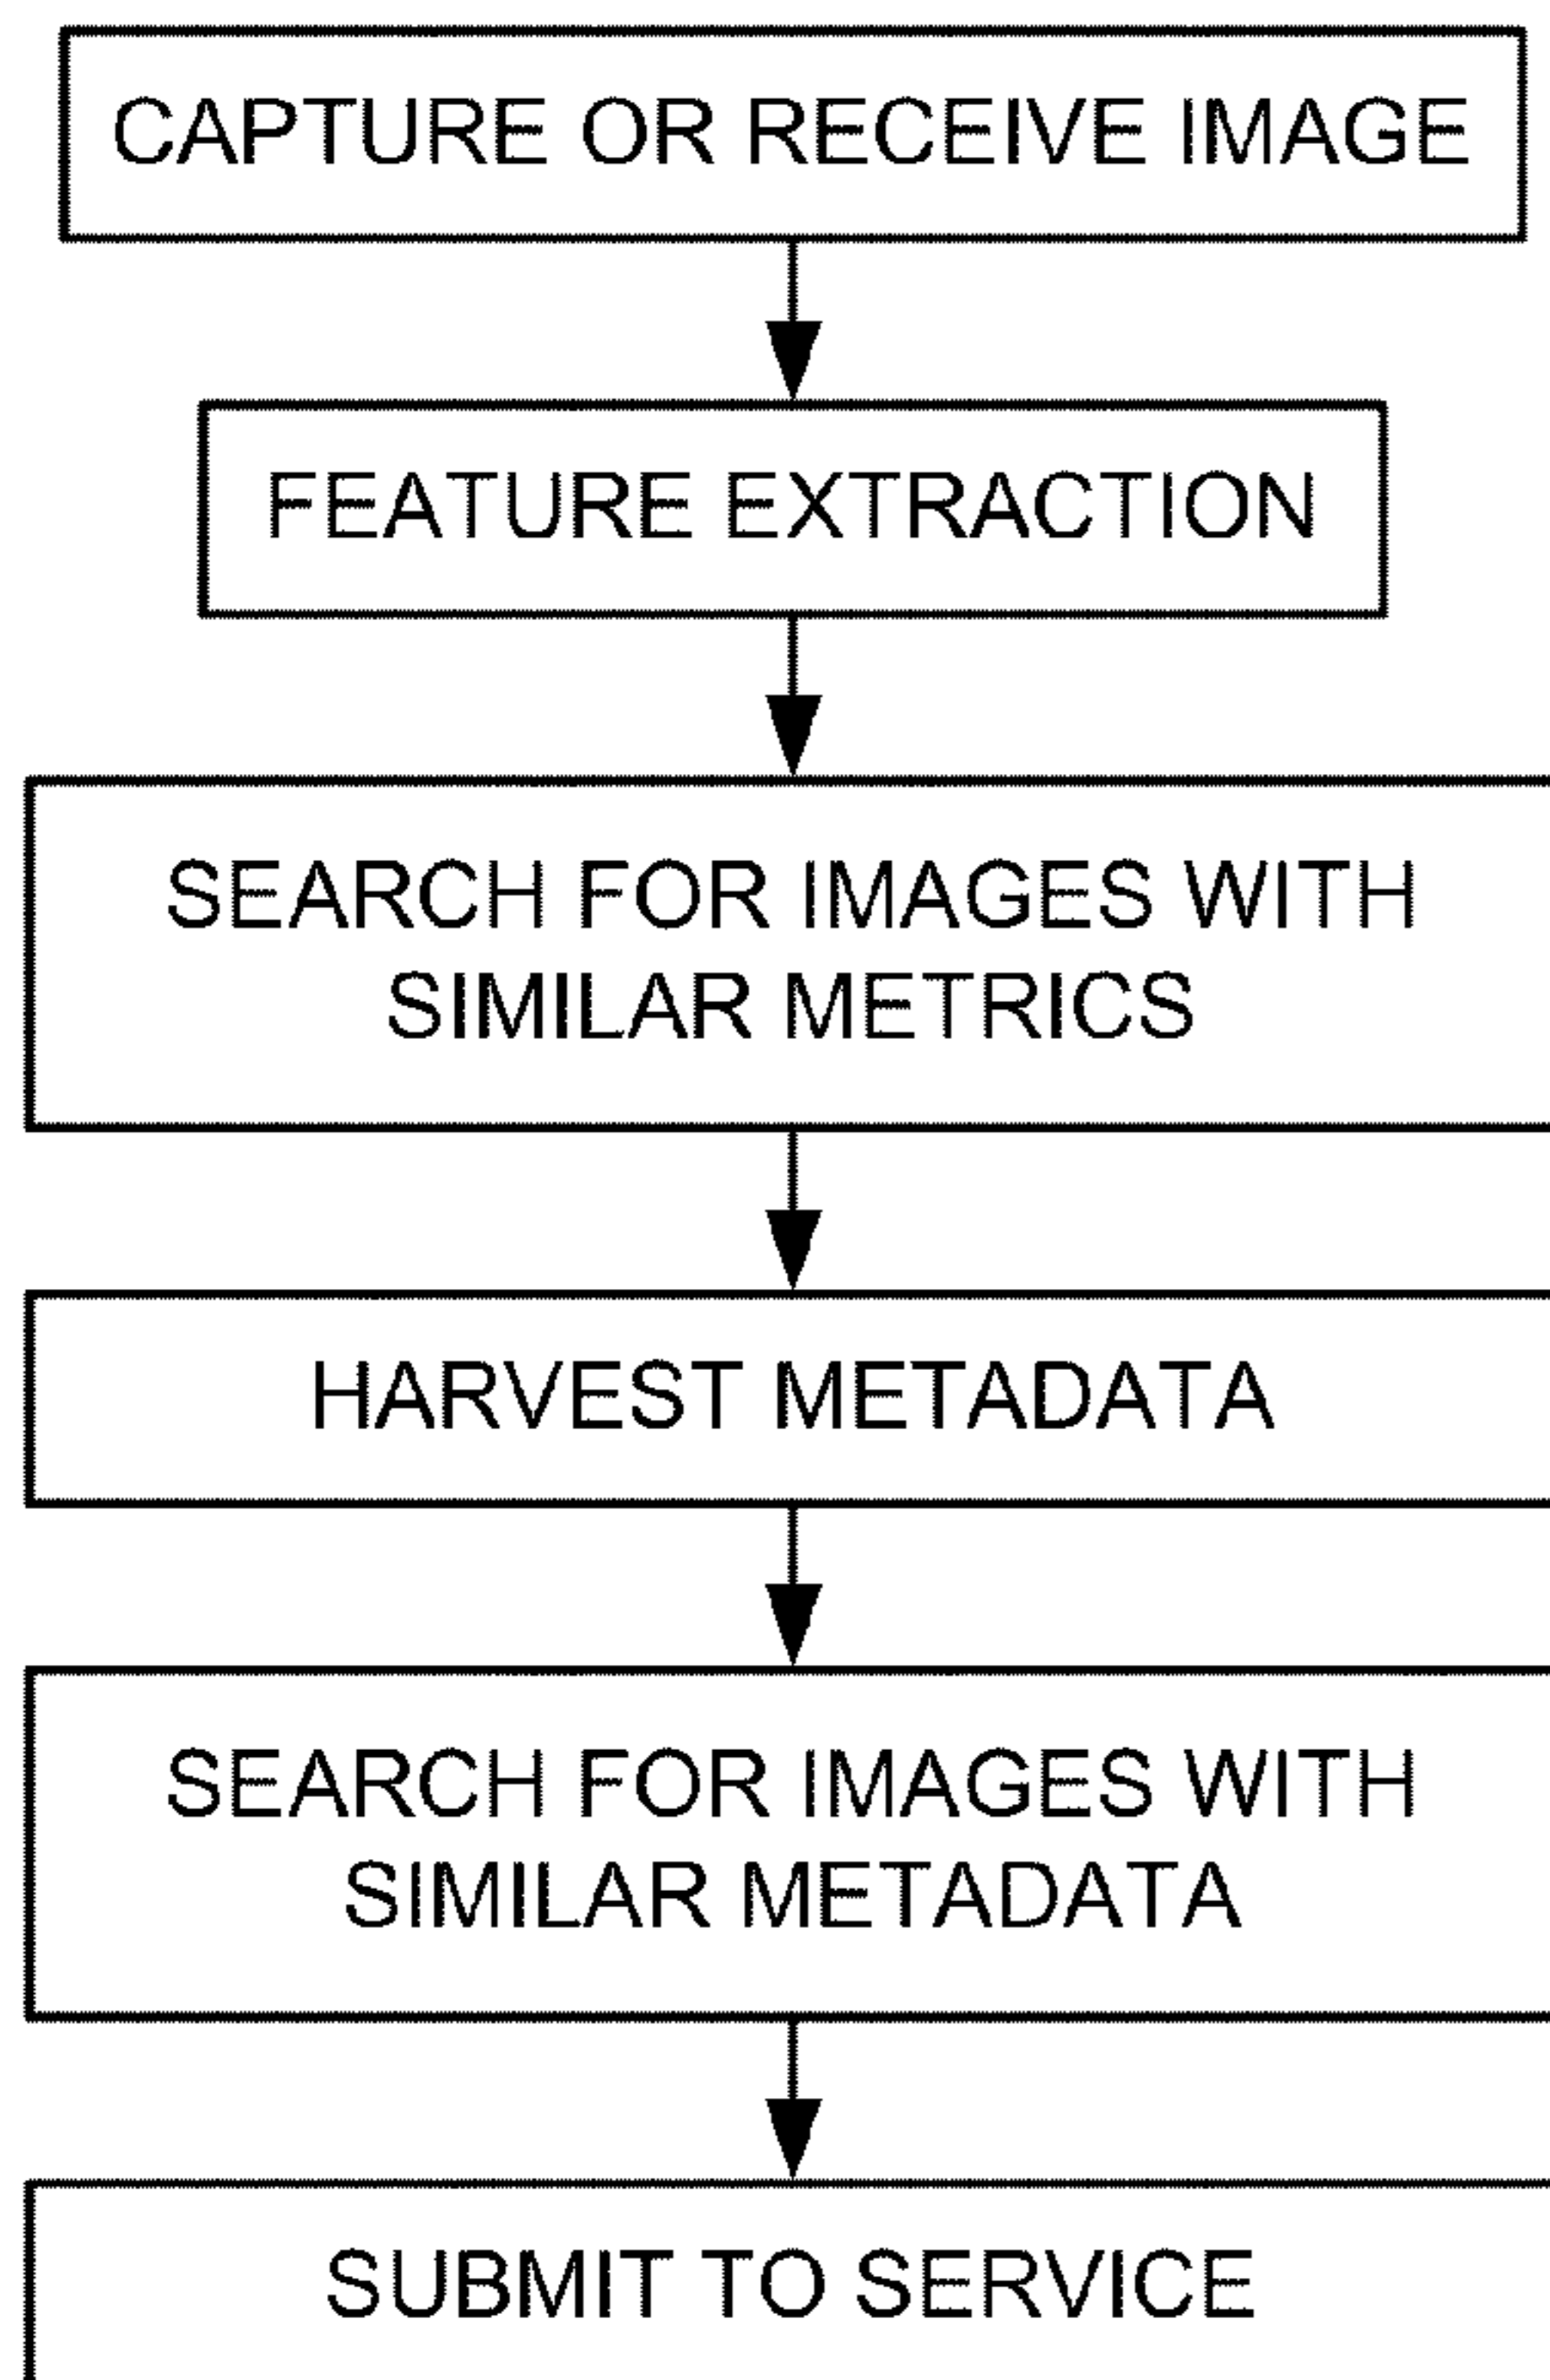 CAPTURE OR RECEIVE IMAGE
FEATURE EXTRACTION
SEARCH FOR IMAGES WITH
SIMILAR METRICS
HARVEST METADATA
SEARCH FOR IMAGES WITH
SIMILAR METADATA
SUBMIT TO SERVICE